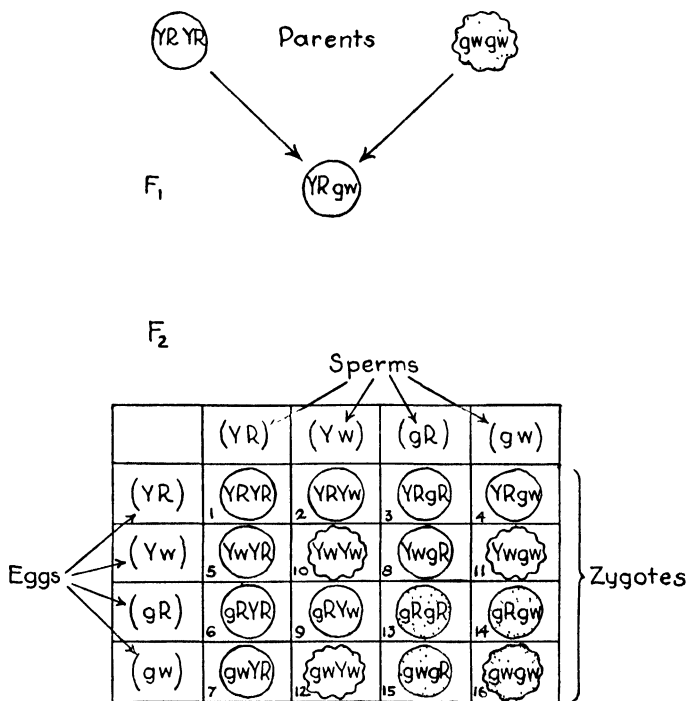 YR YR Parents gwgw
F₁ YRgw
F₂
Sperms
(YR) (Yw) (gR) (gw)
(YR) 1 YRYR 2 YRYw 3 YRgR 4 YRgw
(Yw) 5 YwYR 10 YwYw 8 YwgR 11 Ywgw
Eggs Zygotes
(gR) 6 gRYR 9 gRYw 13 gRgR 14 gRgw
(gw) 7 gwYR 12 gwYw 15 gwgR 16 gwgw